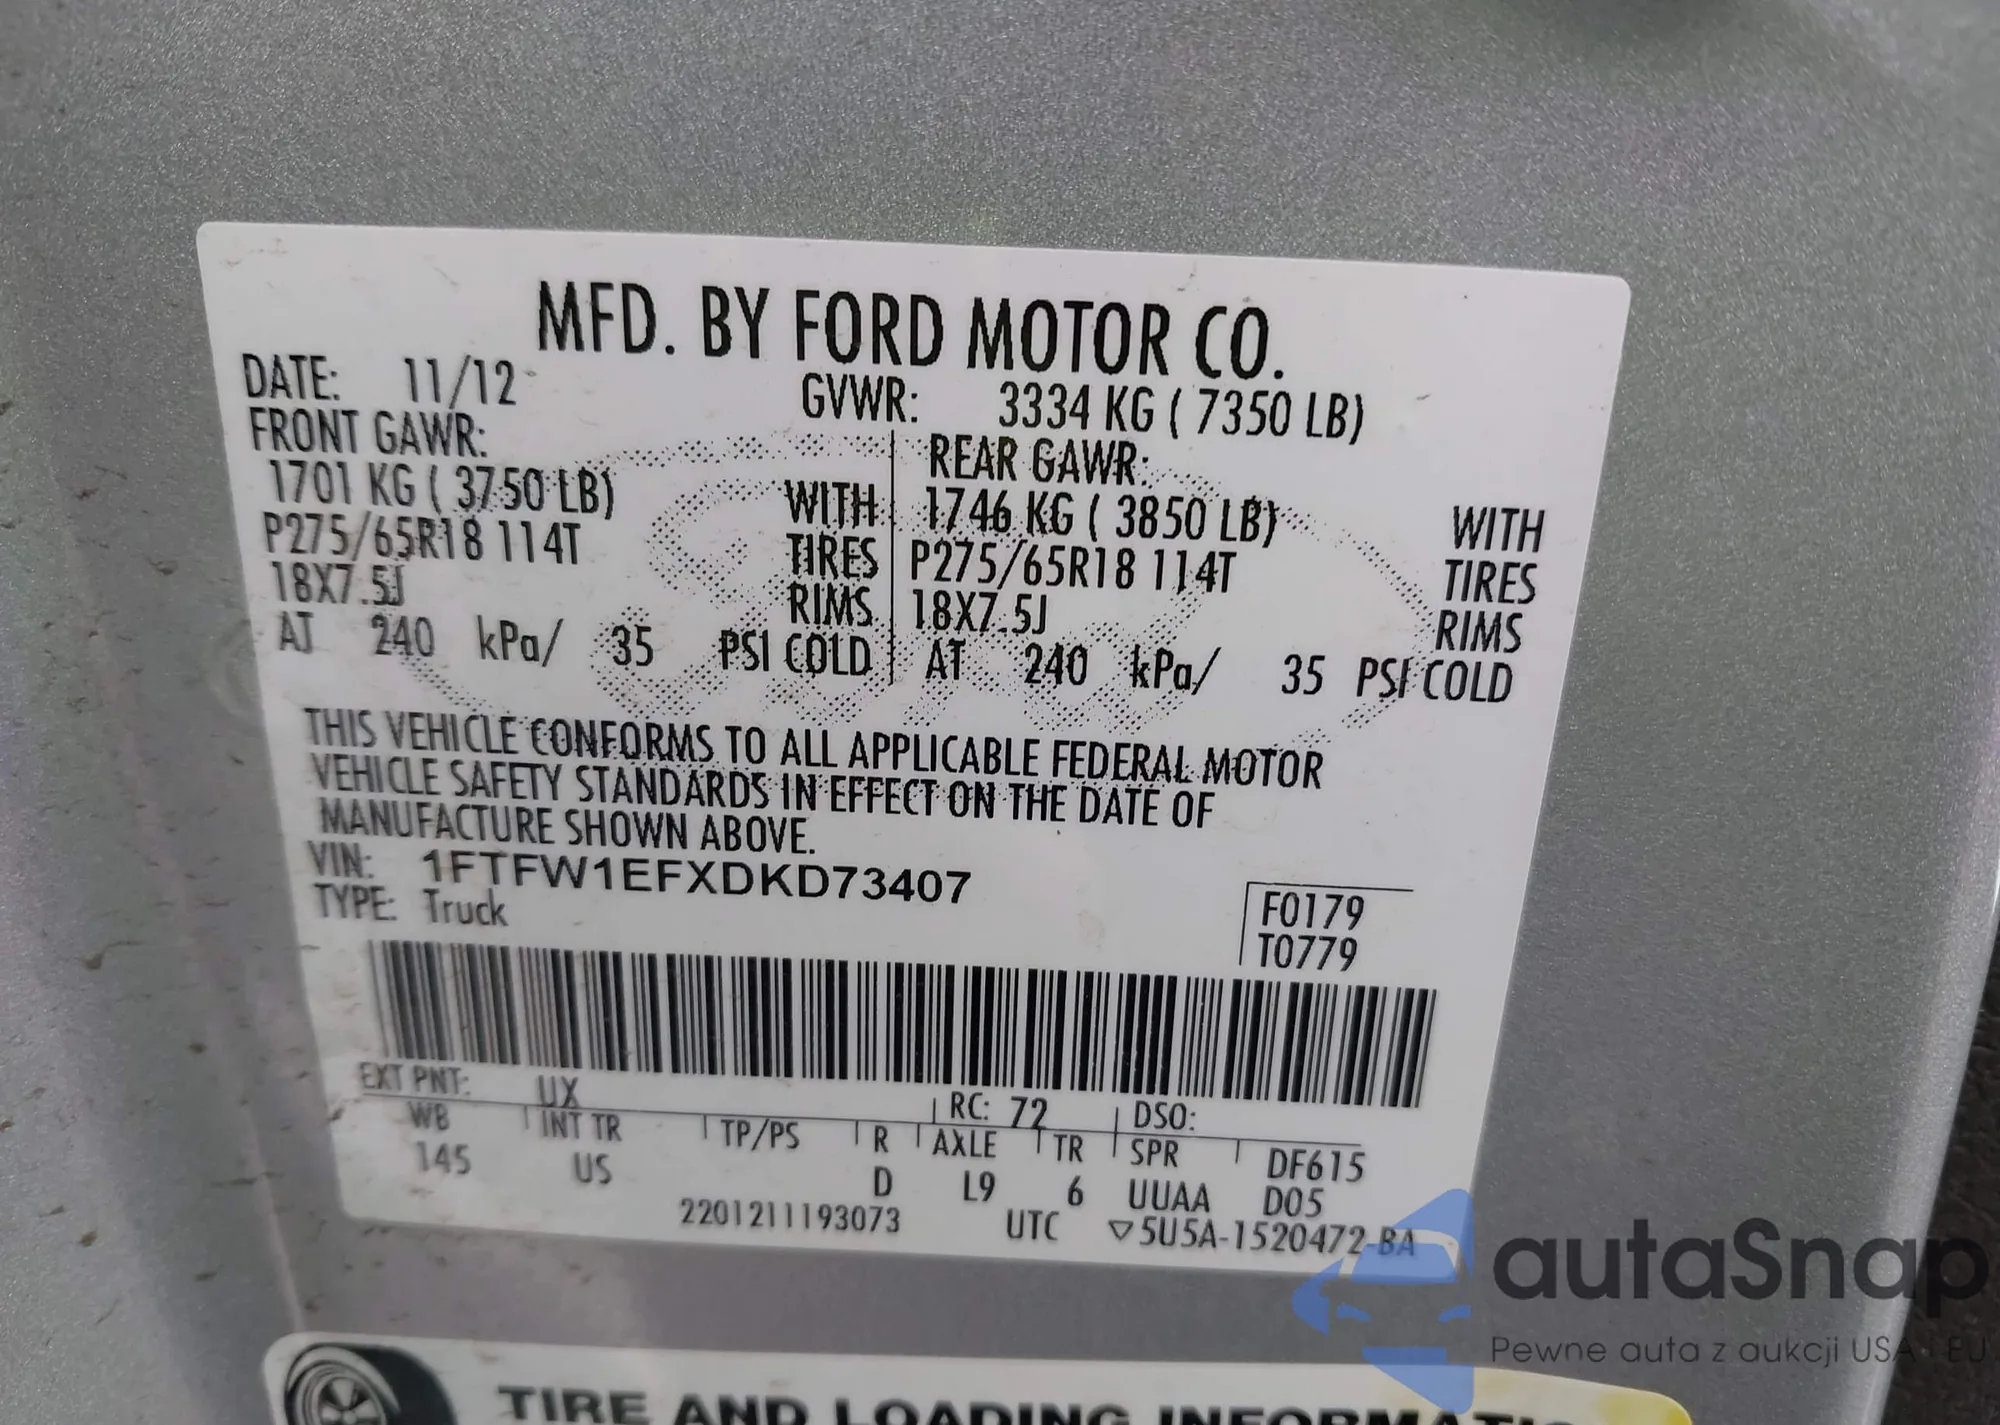 MFD. BY FORD MOTOR CO.
DATE: 11/12 GVWR: 3334 KG ( 7350 LB)
FRONT GAWR: REAR GAWR:
1701 KG ( 3750 LB) WITH 1746 KG ( 3850 LB) WITH
P275/65R18 114T TIRES P275/65R18 114T TIRES
18X7.5J RIMS 18X7.5J RIMS
AT 240 kPa/ 35 PSI COLD AT 240 kPa/ 35 PSI COLD
THIS VEHICLE CONFORMS TO ALL APPLICABLE FEDERAL MOTOR
VEHICLE SAFETY STANDARDS IN EFFECT ON THE DATE OF
MANUFACTURE SHOWN ABOVE.
VIN: 1FTFW1EFXDKD73407
TYPE: Truck
F0179
T0779
EXT PNT: UX RC: 72 DSO:
WB INT TR TP/PS R AXLE TR SPR DF615
145 US D L9 6 UUAA D05
2201211193073 UTC ▽5U5A-1520472-BA
TIRE AND LOADING
autaSnap
Pewne auta z aukcji USA i EU